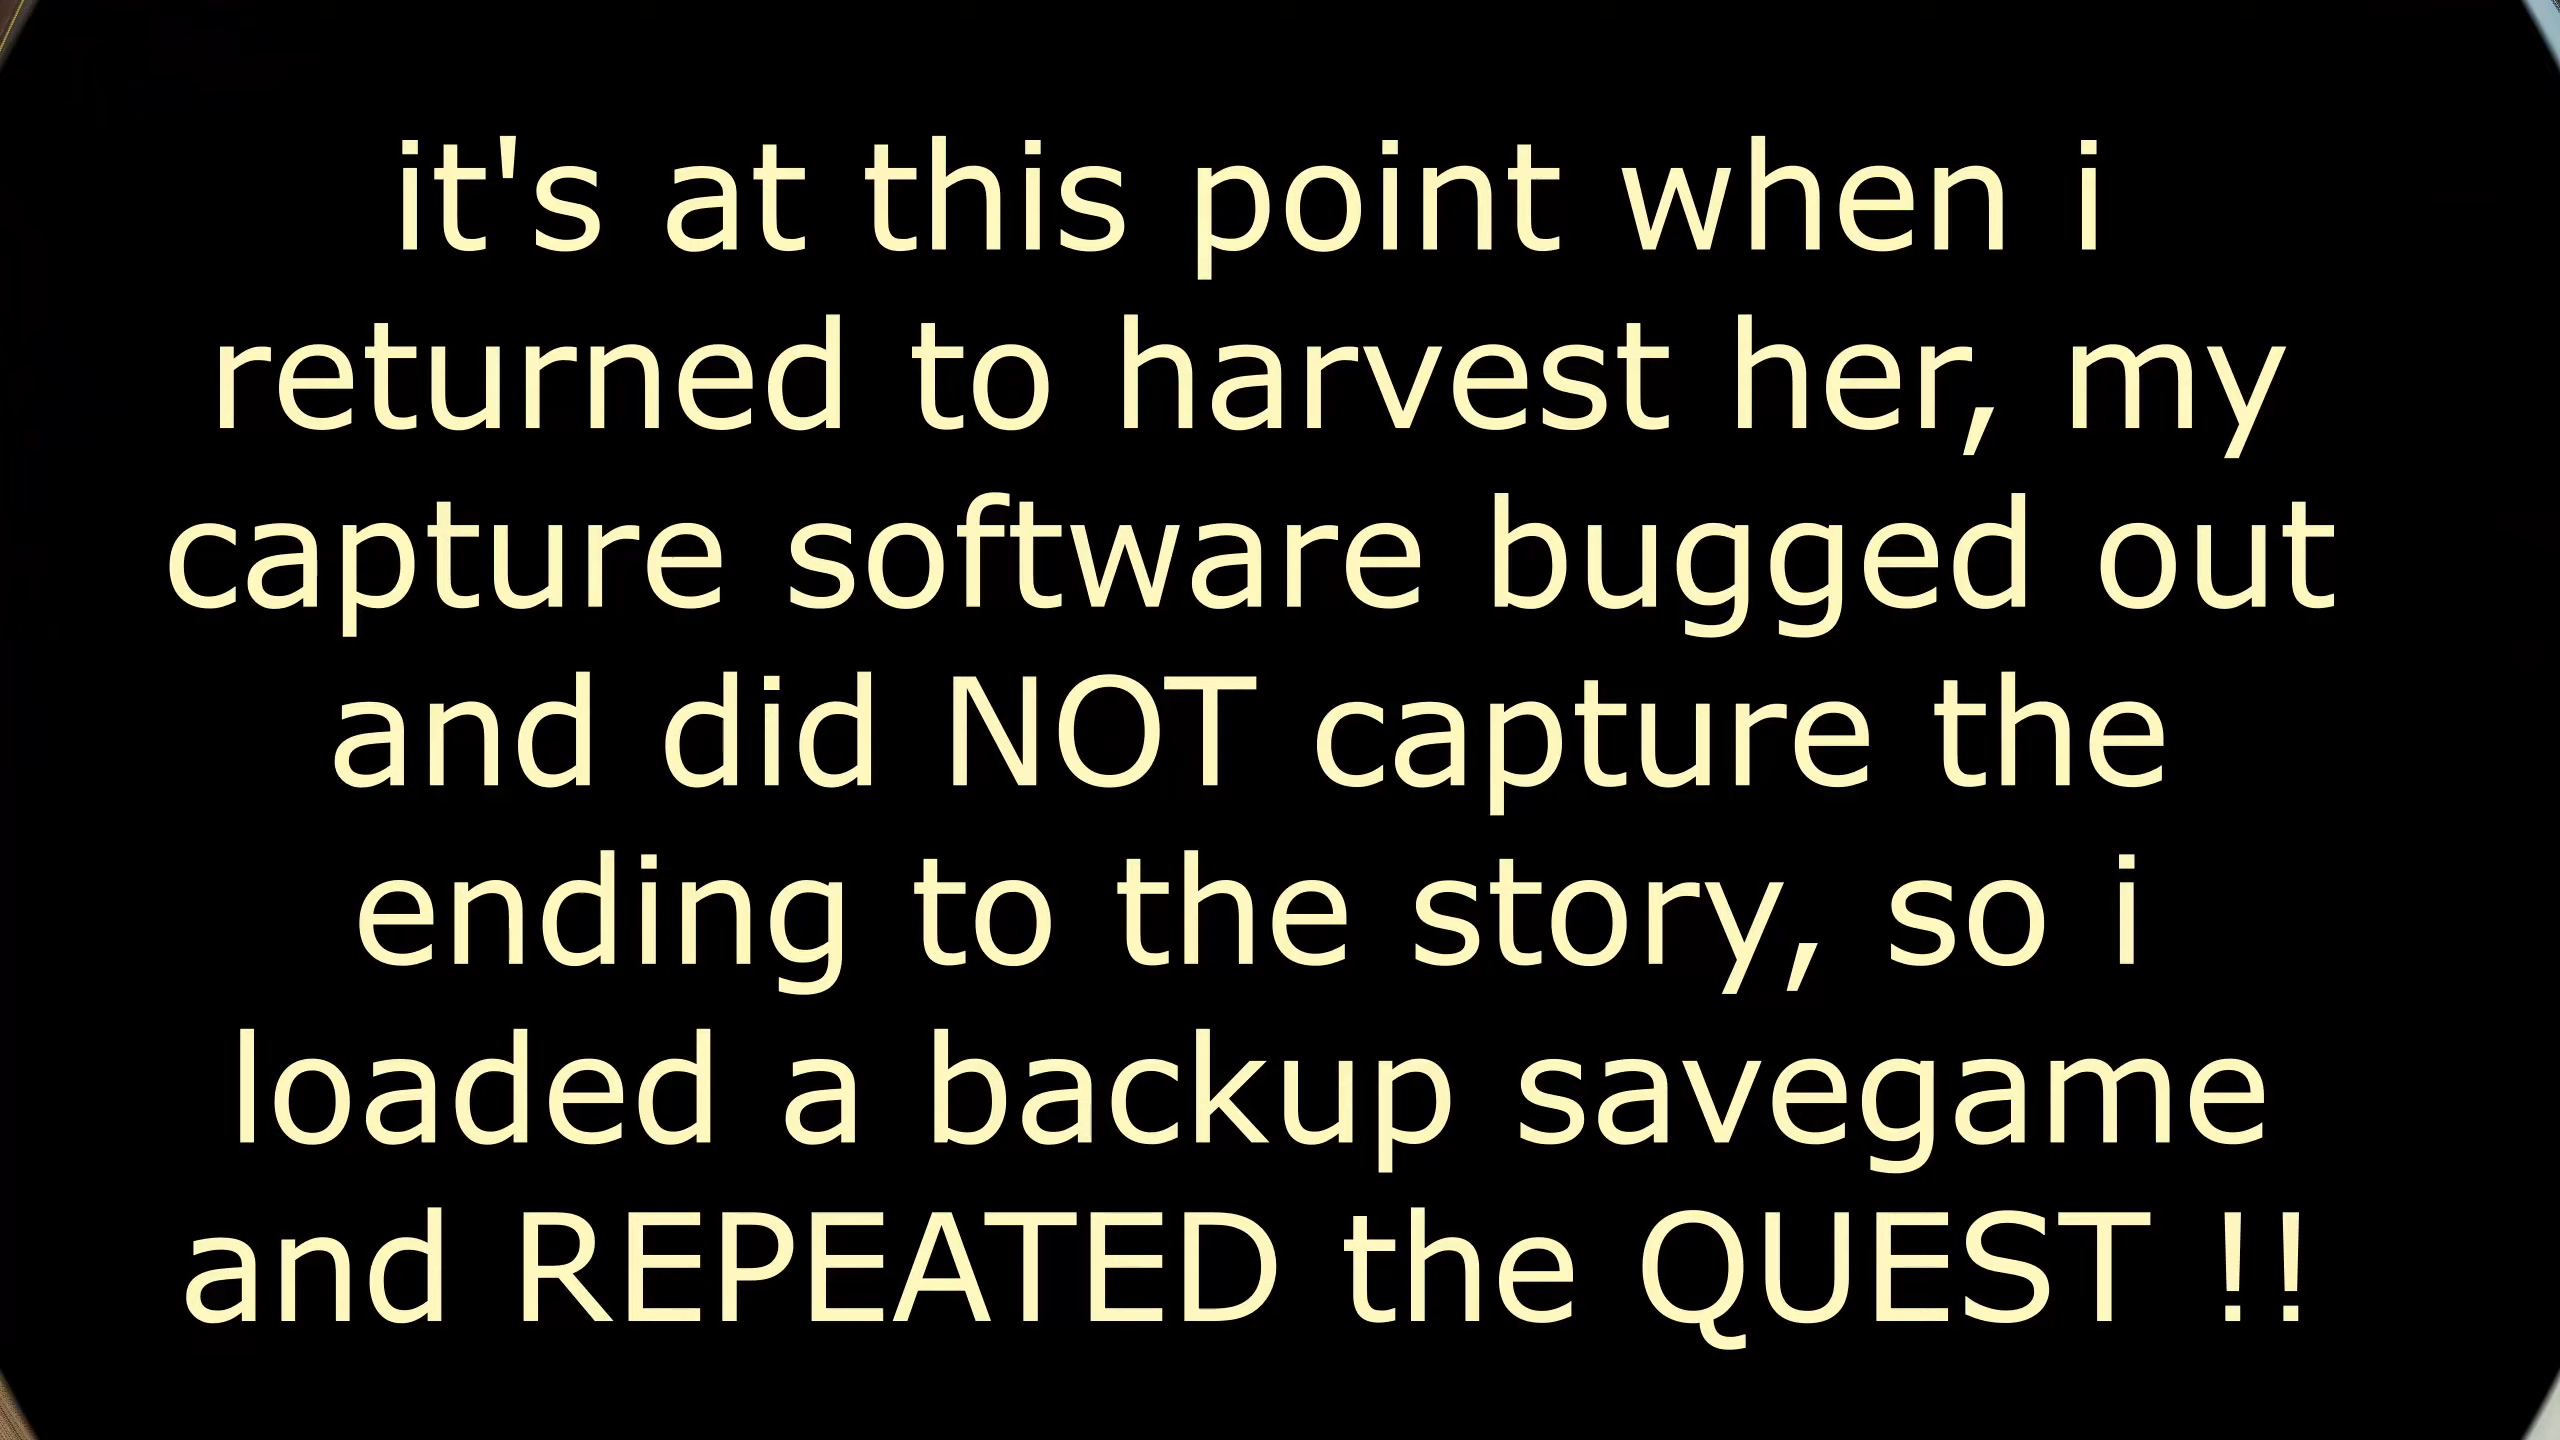 it's at this point when i
returned to harvest her, my
capture software bugged out
and did NOT capture the
ending to the story, so i
loaded a backup savegame
and REPEATED the QUEST !!